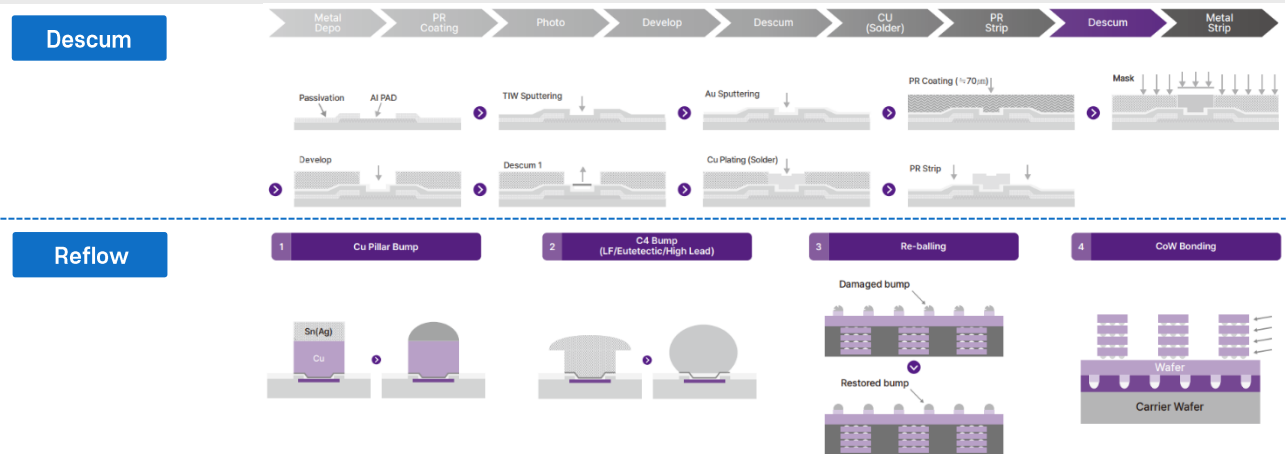 Descum
Metal
Depo
PR
Coating
Photo
Develop
Descum
CU
(Solder)
PR
Strip
Descum
Metal
Strip
Passivation
Al PAD
TIW Sputtering
Au Sputtering
PR Coating (≒70㎛)
Mask
Develop
Descum 1
Cu Plating (Solder)
PR Strip
Reflow
1
Cu Pillar Bump
2
C4 Bump
(LF/Eutetectic/High Lead)
3
Re-balling
4
CoW Bonding
Sn(Ag)
Cu
Damaged bump
Restored bump
Wafer
Carrier Wafer